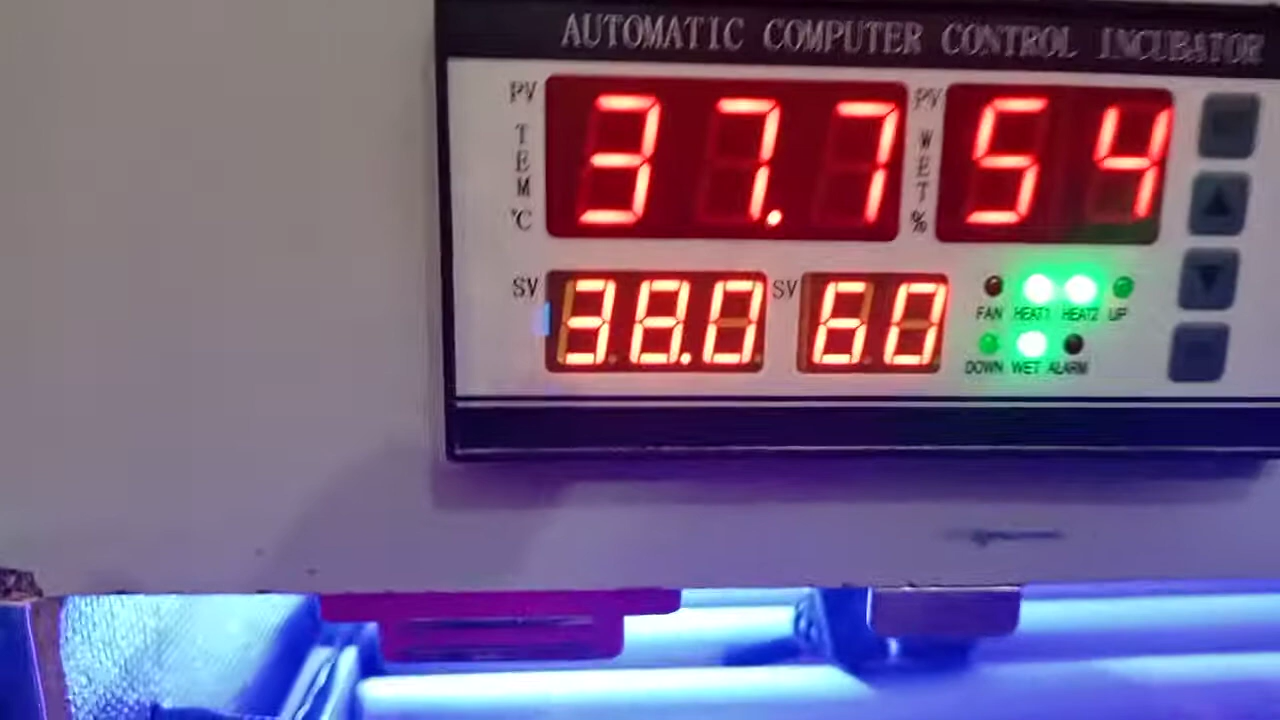 AUTOMATIC COMPUTER CONTROL INCUBATOR
PV TEM ℃ 37.7 PV WET % 54
SV 38.0 SV 60
FAN HEAT1 HEAT2 UP
DOWN WET ALARM